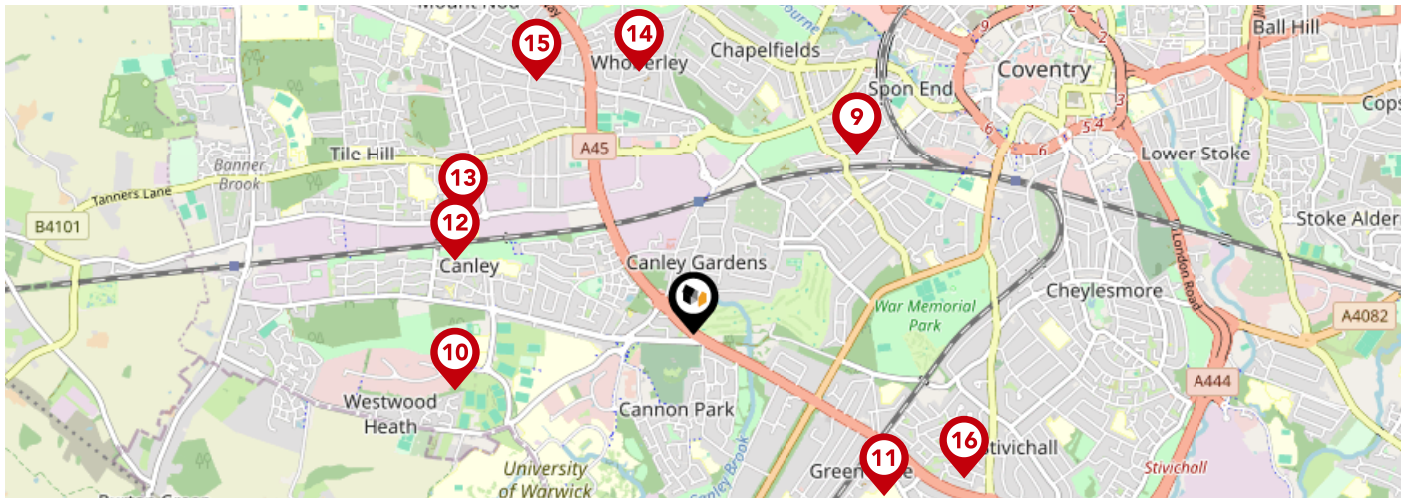 Mount Nod
15
14
Whoberley
Chapelfields
Ball Hill
9
2
Coventry
Spon End
9
3
5
4
6
6
Lower Stoke
A45
Tile Hill
Banner
Brook
13
Tanners Lane
B4101
12
Canley
Canley Gardens
Stoke Alder
London Road
War Memorial
Park
Cheylesmore
A4082
10
A444
Westwood
Heath
Cannon Park
Canley Brook
11
16
Stivichall
Stivichall
Green
University
of Warwick